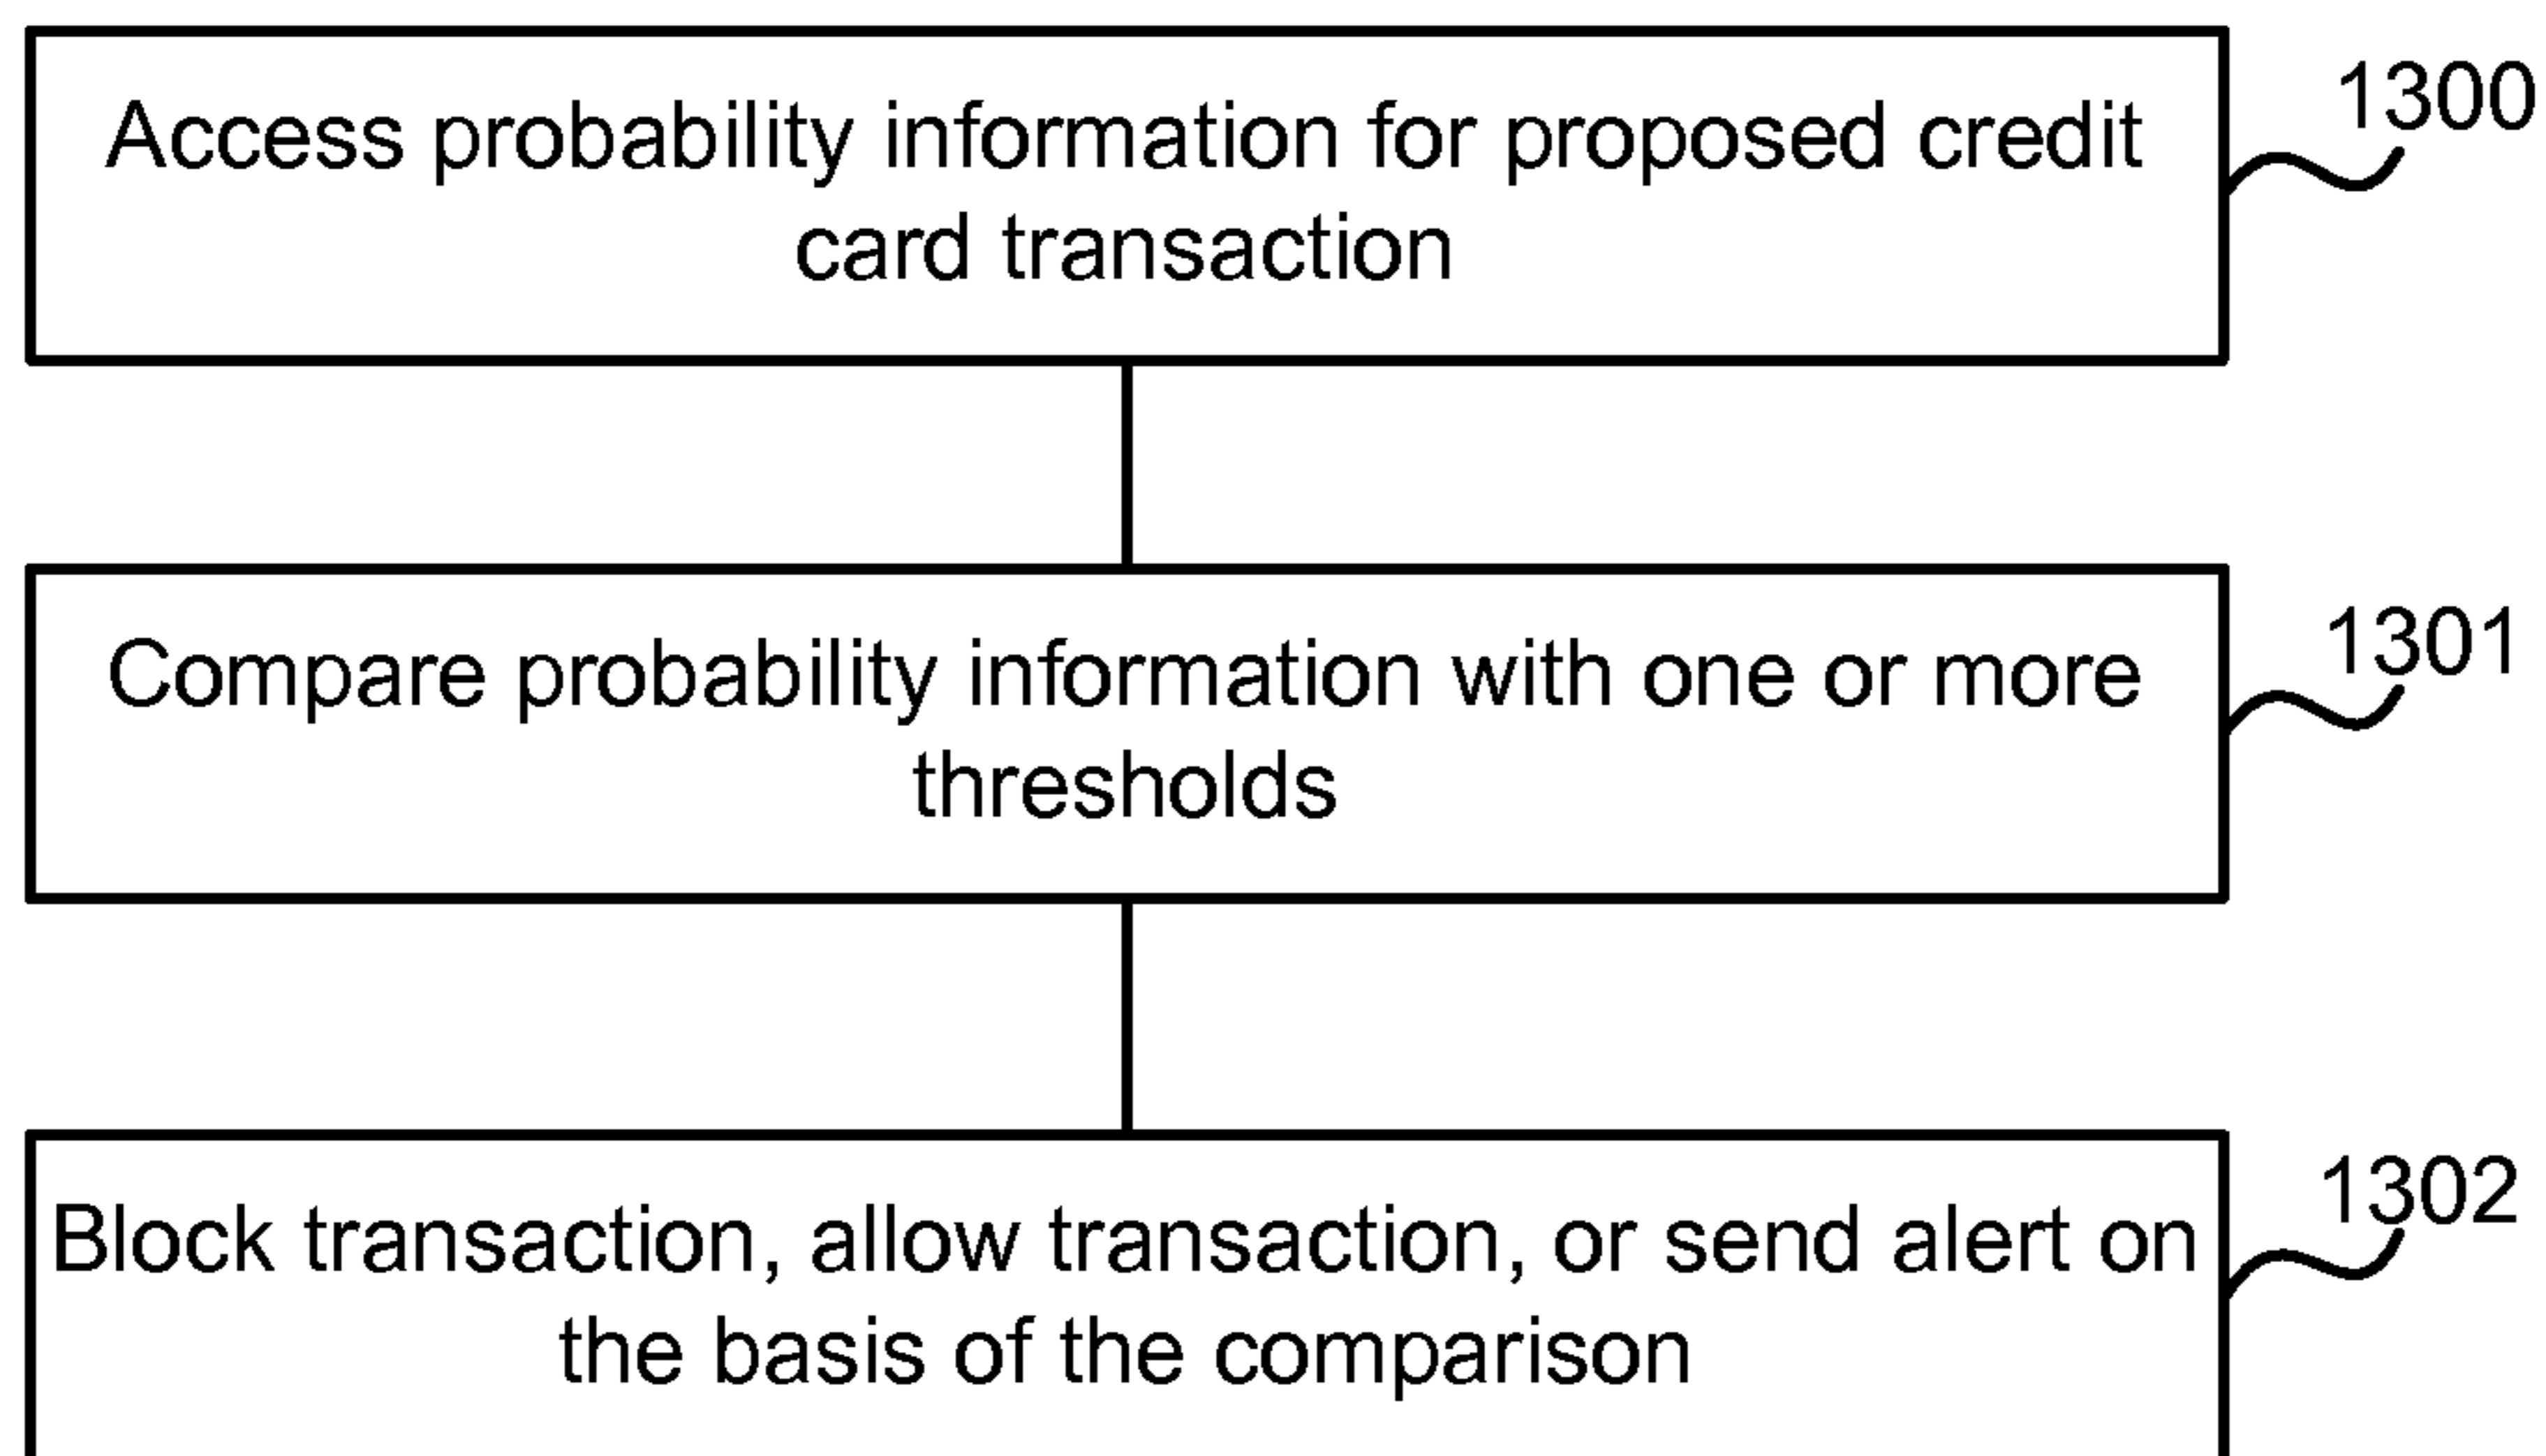 Access probability information for proposed credit
card transaction
1300
Compare probability information with one or more
thresholds
1301
Block transaction, allow transaction, or send alert on
the basis of the comparison
1302